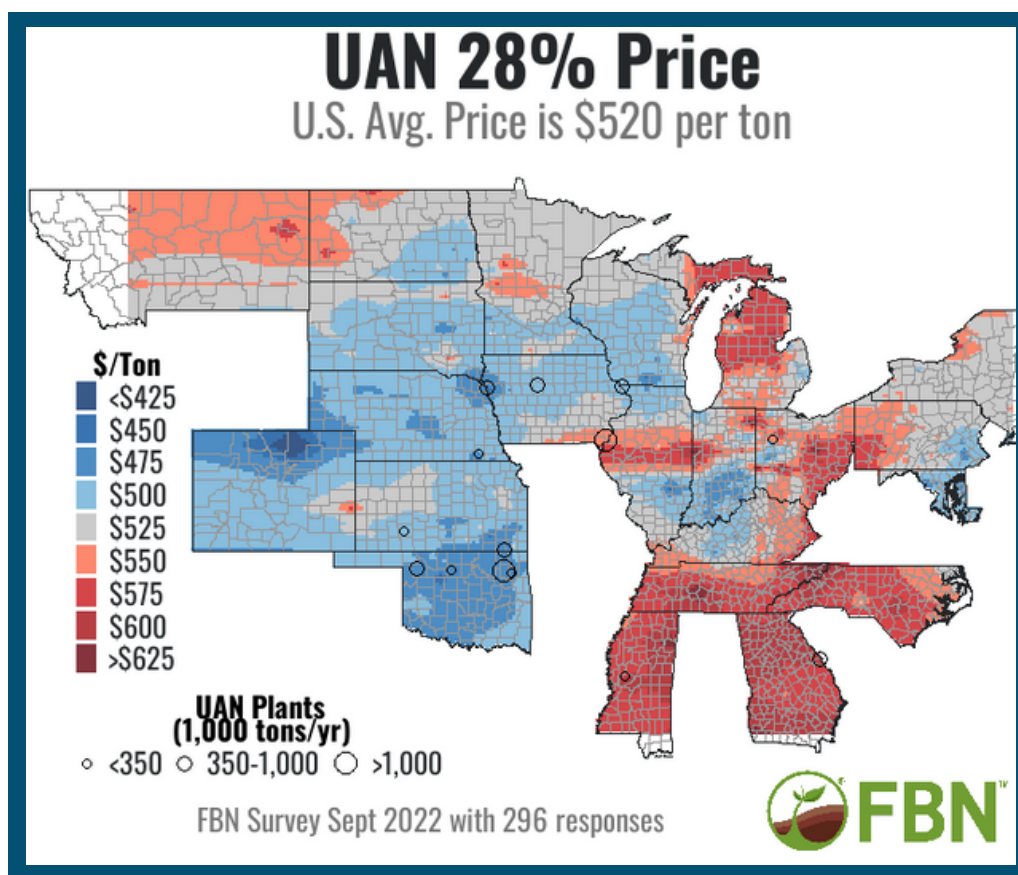 UAN 28% Price
U.S. Avg. Price is $520 per ton
$/Ton
<$425
$450
$475
$500
$525
$550
$575
$600
>$625
UAN Plants
(1,000 tons/yr)
<350 350-1,000 >1,000
FBN Survey Sept 2022 with 296 responses
FBN™